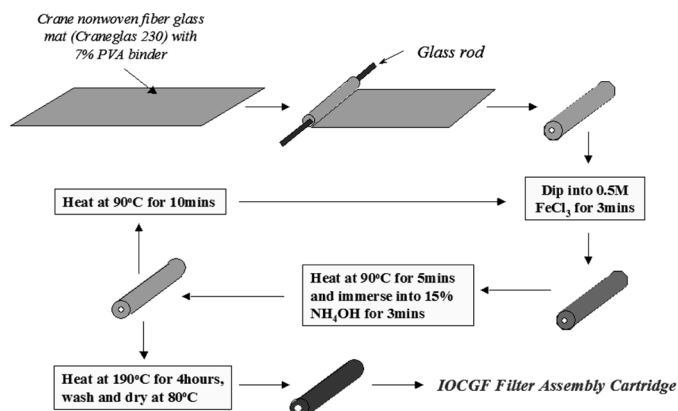 Crane nonwoven fiber glass
mat (Craneglas 230) with
7% PVA binder
Glass rod
Heat at 90°C for 10mins
Dip into 0.5M
FeCl₃ for 3mins
Heat at 90°C for 5mins
and immerse into 15%
NH₄OH for 3mins
Heat at 190°C for 4hours,
wash and dry at 80°C
IOCGF Filter Assembly Cartridge